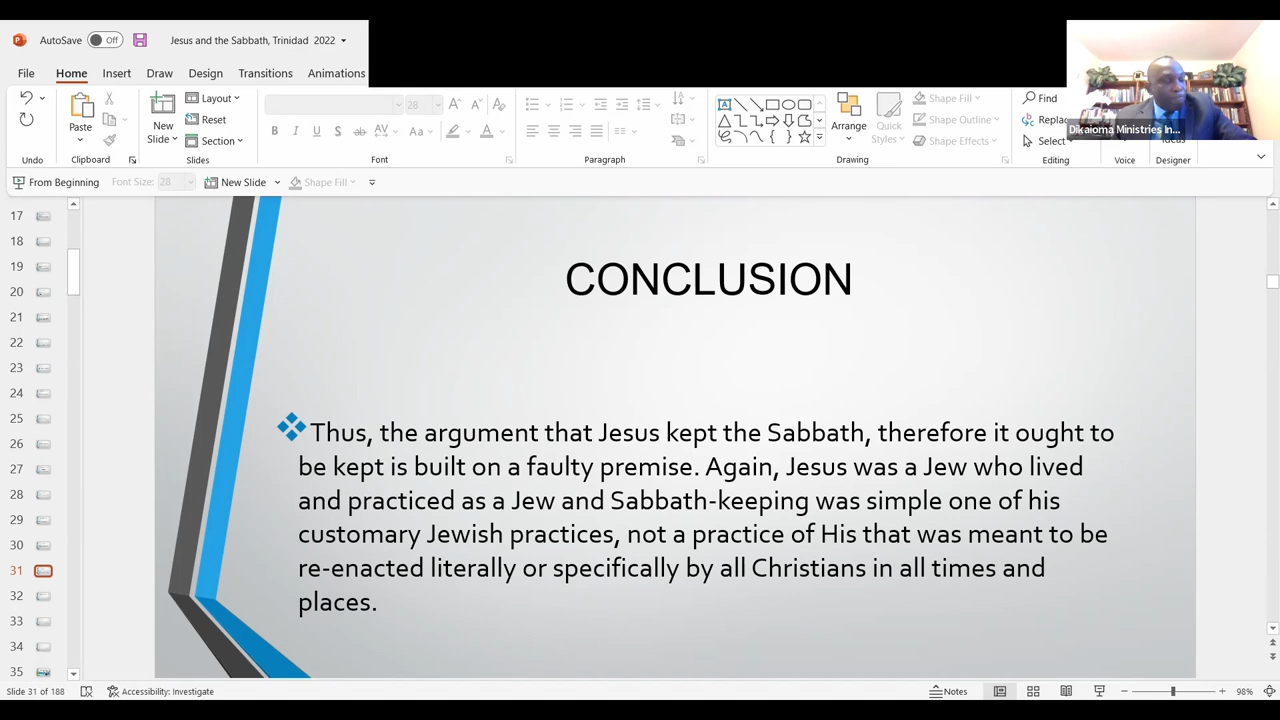 AutoSave Off Jesus and the Sabbath, Trinidad 2022
File Home Insert Draw Design Transitions Animations
Paste
New Slide
Layout
Reset
Section
28
B I U S ab AV Aa A
Arrange
Quick Styles
Shape Fill
Shape Outline
Shape Effects
Find
Select
Dikaioma Ministries In...
Undo Clipboard Slides Font Paragraph Drawing Editing Voice Designer
From Beginning Font Size: 28 New Slide Shape Fill
17
18
19
20
21
22
23
24
25
26
27
28
29
30
31
32
33
34
35
CONCLUSION
Thus, the argument that Jesus kept the Sabbath, therefore it ought to
be kept is built on a faulty premise. Again, Jesus was a Jew who lived
and practiced as a Jew and Sabbath-keeping was simple one of his
customary Jewish practices, not a practice of His that was meant to be
re-enacted literally or specifically by all Christians in all times and
places.
Slide 31 of 188 Accessibility: Investigate Notes 98%